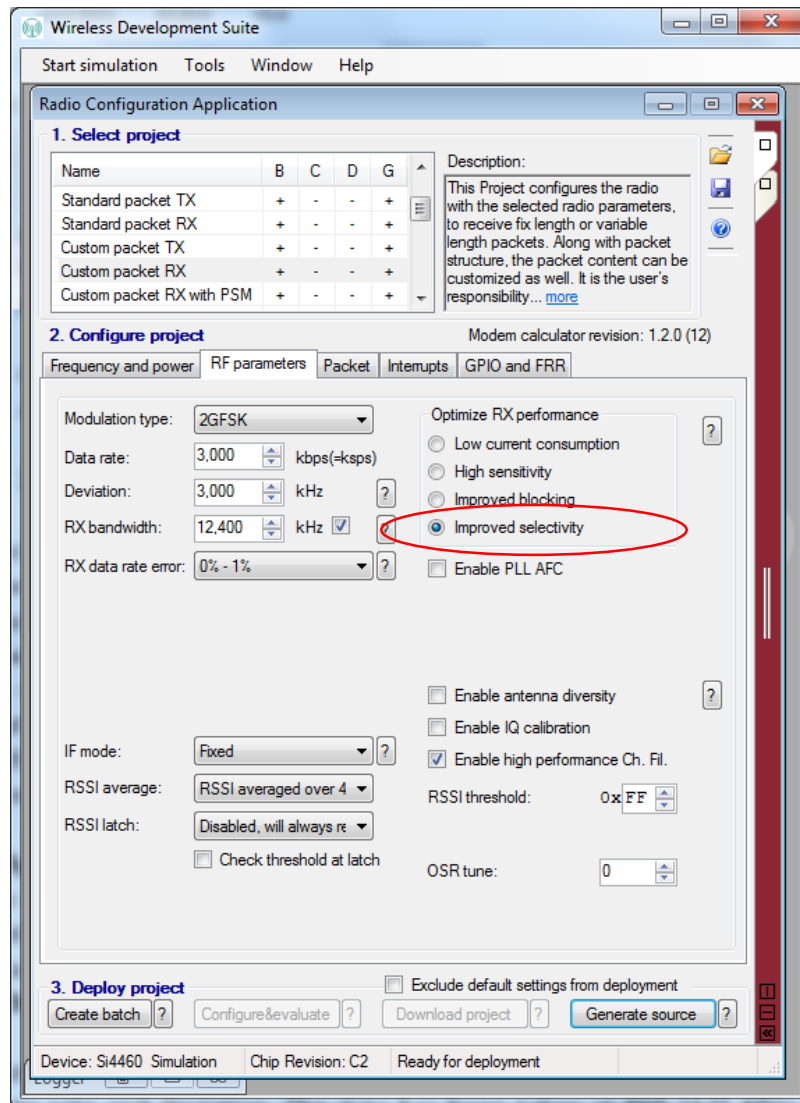 Wireless Development Suite
Start simulation Tools Window Help
Radio Configuration Application
1. Select project
Name B C D G
Standard packet TX + - - +
Standard packet RX + - - +
Custom packet TX + - - +
Custom packet RX + - - +
Custom packet RX with PSM + - - +
Description:
This Project configures the radio
with the selected radio parameters,
to receive fix length or variable
length packets. Along with packet
structure, the packet content can be
customized as well. It is the user's
responsibility... more
2. Configure project
Modem calculator revision: 1.2.0 (12)
Frequency and power RF parameters Packet Interrupts GPIO and FRR
Modulation type: 2GFSK
Data rate: 3,000 kbps(=ksps)
Deviation: 3,000 kHz ?
RX bandwidth: 12,400 kHz ?
RX data rate error: 0% - 1% ?
Optimize RX performance ?
Low current consumption
High sensitivity
Improved blocking
Improved selectivity
Enable PLL AFC
Enable antenna diversity ?
Enable IQ calibration
Enable high performance Ch. Fil.
IF mode: Fixed ?
RSSI average: RSSI averaged over 4
RSSI latch: Disabled, will always re
Check threshold at latch
RSSI threshold: 0x FF
OSR tune: 0
3. Deploy project
Exclude default settings from deployment
Create batch ? Configure&evaluate ? Download project ? Generate source ?
Device: Si4460 Simulation Chip Revision: C2 Ready for deployment